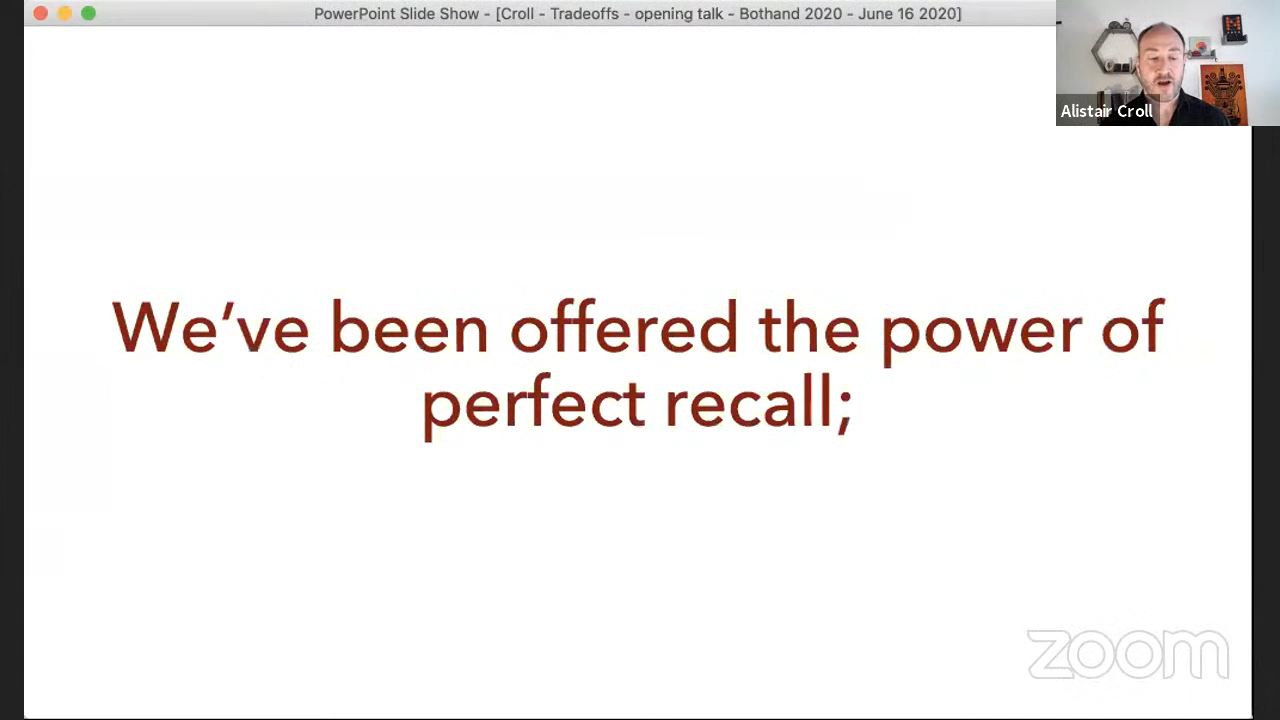 PowerPoint Slide Show - [Croll - Tradeoffs - opening talk - Bothand 2020 - June 16 2020]
Alistair Croll
We’ve been offered the power of
perfect recall;
zoom